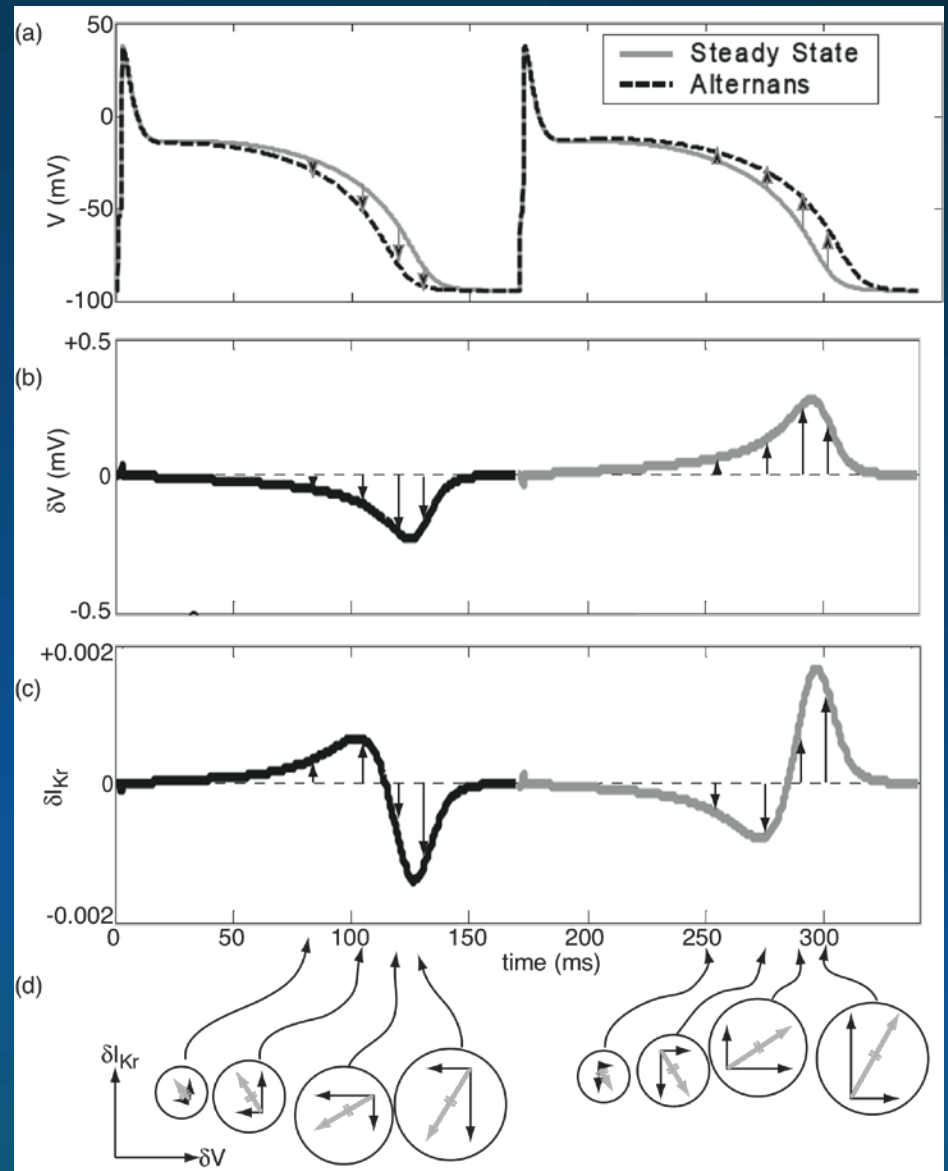 (a)
50
0
-50
-100
V (mV)
Steady State
Alternans
(b)
+0.5
0
-0.5
δV (mV)
(c)
+0.002
0
-0.002
δI_Kr
0 50 100 150 200 250 300
time (ms)
(d)
δI_Kr
δV